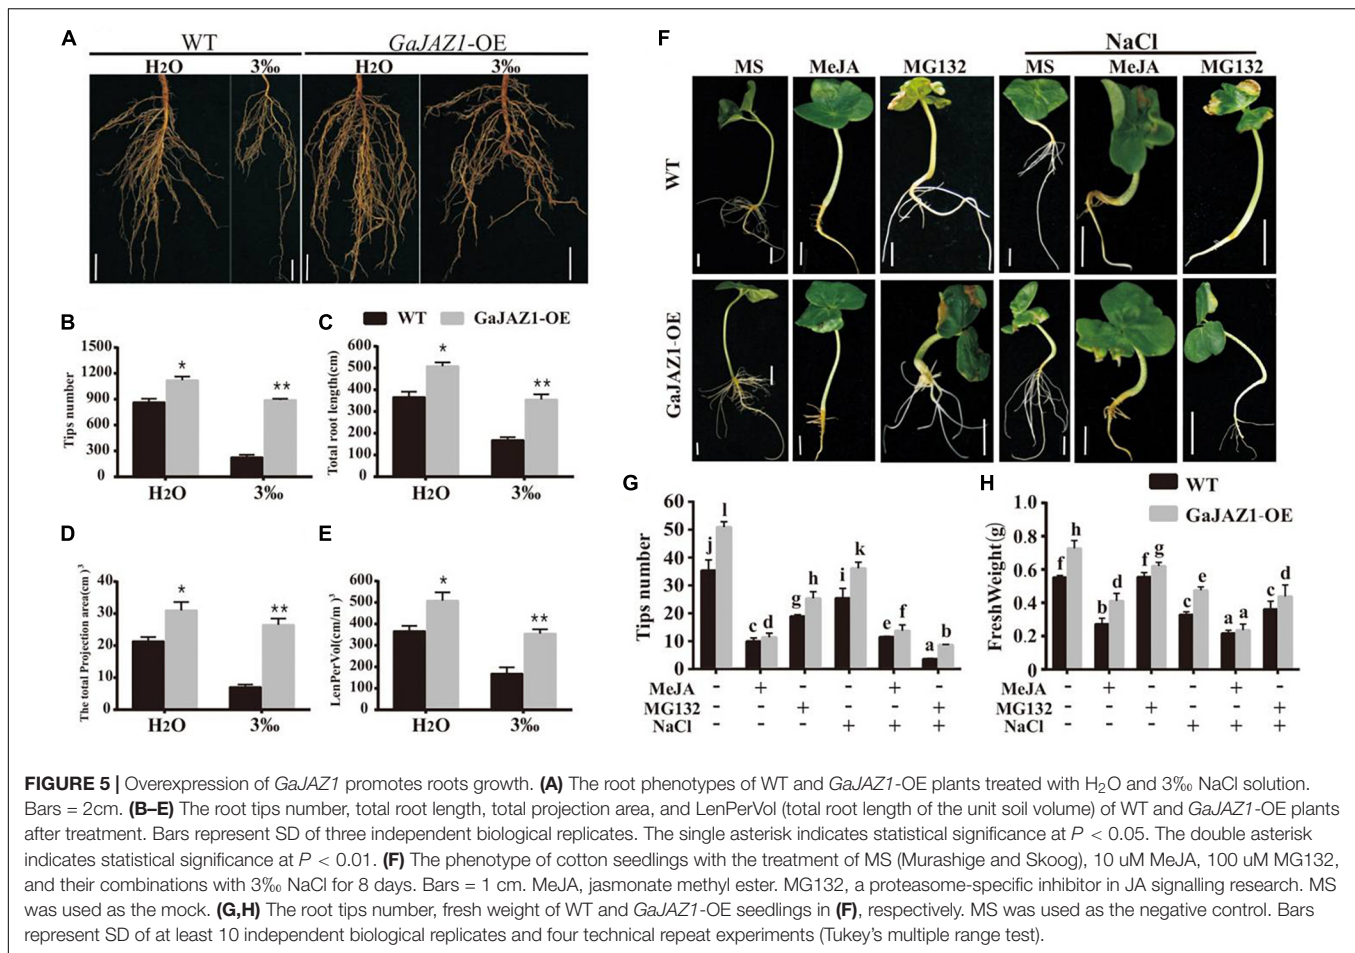 A
WT
GaJAZ1-OE
H2O
3‰
H2O
3‰
B
Tips number
1500
1200
900
600
300
0
*
**
H2O
3‰
WT
GaJAZ1-OE
C
Total root length(cm)
600
500
400
300
200
100
0
*
**
H2O
3‰
D
The total Projection area(cm)³
40
30
20
10
0
*
**
H2O
3‰
E
LenPerVol(cm/m)³
600
500
400
300
200
100
0
*
**
H2O
3‰
F
NaCl
MS
MeJA
MG132
MS
MeJA
MG132
WT
GaJAZ1-OE
G
Tips number
60
50
40
30
20
10
0
j l c d g h i k e f a b
MeJA - + - - + -
MG132 - - + - - +
NaCl - - - + + +
H
WT
GaJAZ1-OE
FreshWeight(g)
1.0
0.8
0.6
0.4
0.2
0
f h b d f g c e a a c d
MeJA - + - - + -
MG132 - - + - - +
NaCl - - - + + +
FIGURE 5 | Overexpression of GaJAZ1 promotes roots growth. (A) The root phenotypes of WT and GaJAZ1-OE plants treated with H₂O and 3‰ NaCl solution.
Bars = 2cm. (B–E) The root tips number, total root length, total projection area, and LenPerVol (total root length of the unit soil volume) of WT and GaJAZ1-OE plants
after treatment. Bars represent SD of three independent biological replicates. The single asterisk indicates statistical significance at P < 0.05. The double asterisk
indicates statistical significance at P < 0.01. (F) The phenotype of cotton seedlings with the treatment of MS (Murashige and Skoog), 10 uM MeJA, 100 uM MG132,
and their combinations with 3‰ NaCl for 8 days. Bars = 1 cm. MeJA, jasmonate methyl ester. MG132, a proteasome-specific inhibitor in JA signalling research. MS
was used as the mock. (G,H) The root tips number, fresh weight of WT and GaJAZ1-OE seedlings in (F), respectively. MS was used as the negative control. Bars
represent SD of at least 10 independent biological replicates and four technical repeat experiments (Tukey's multiple range test).